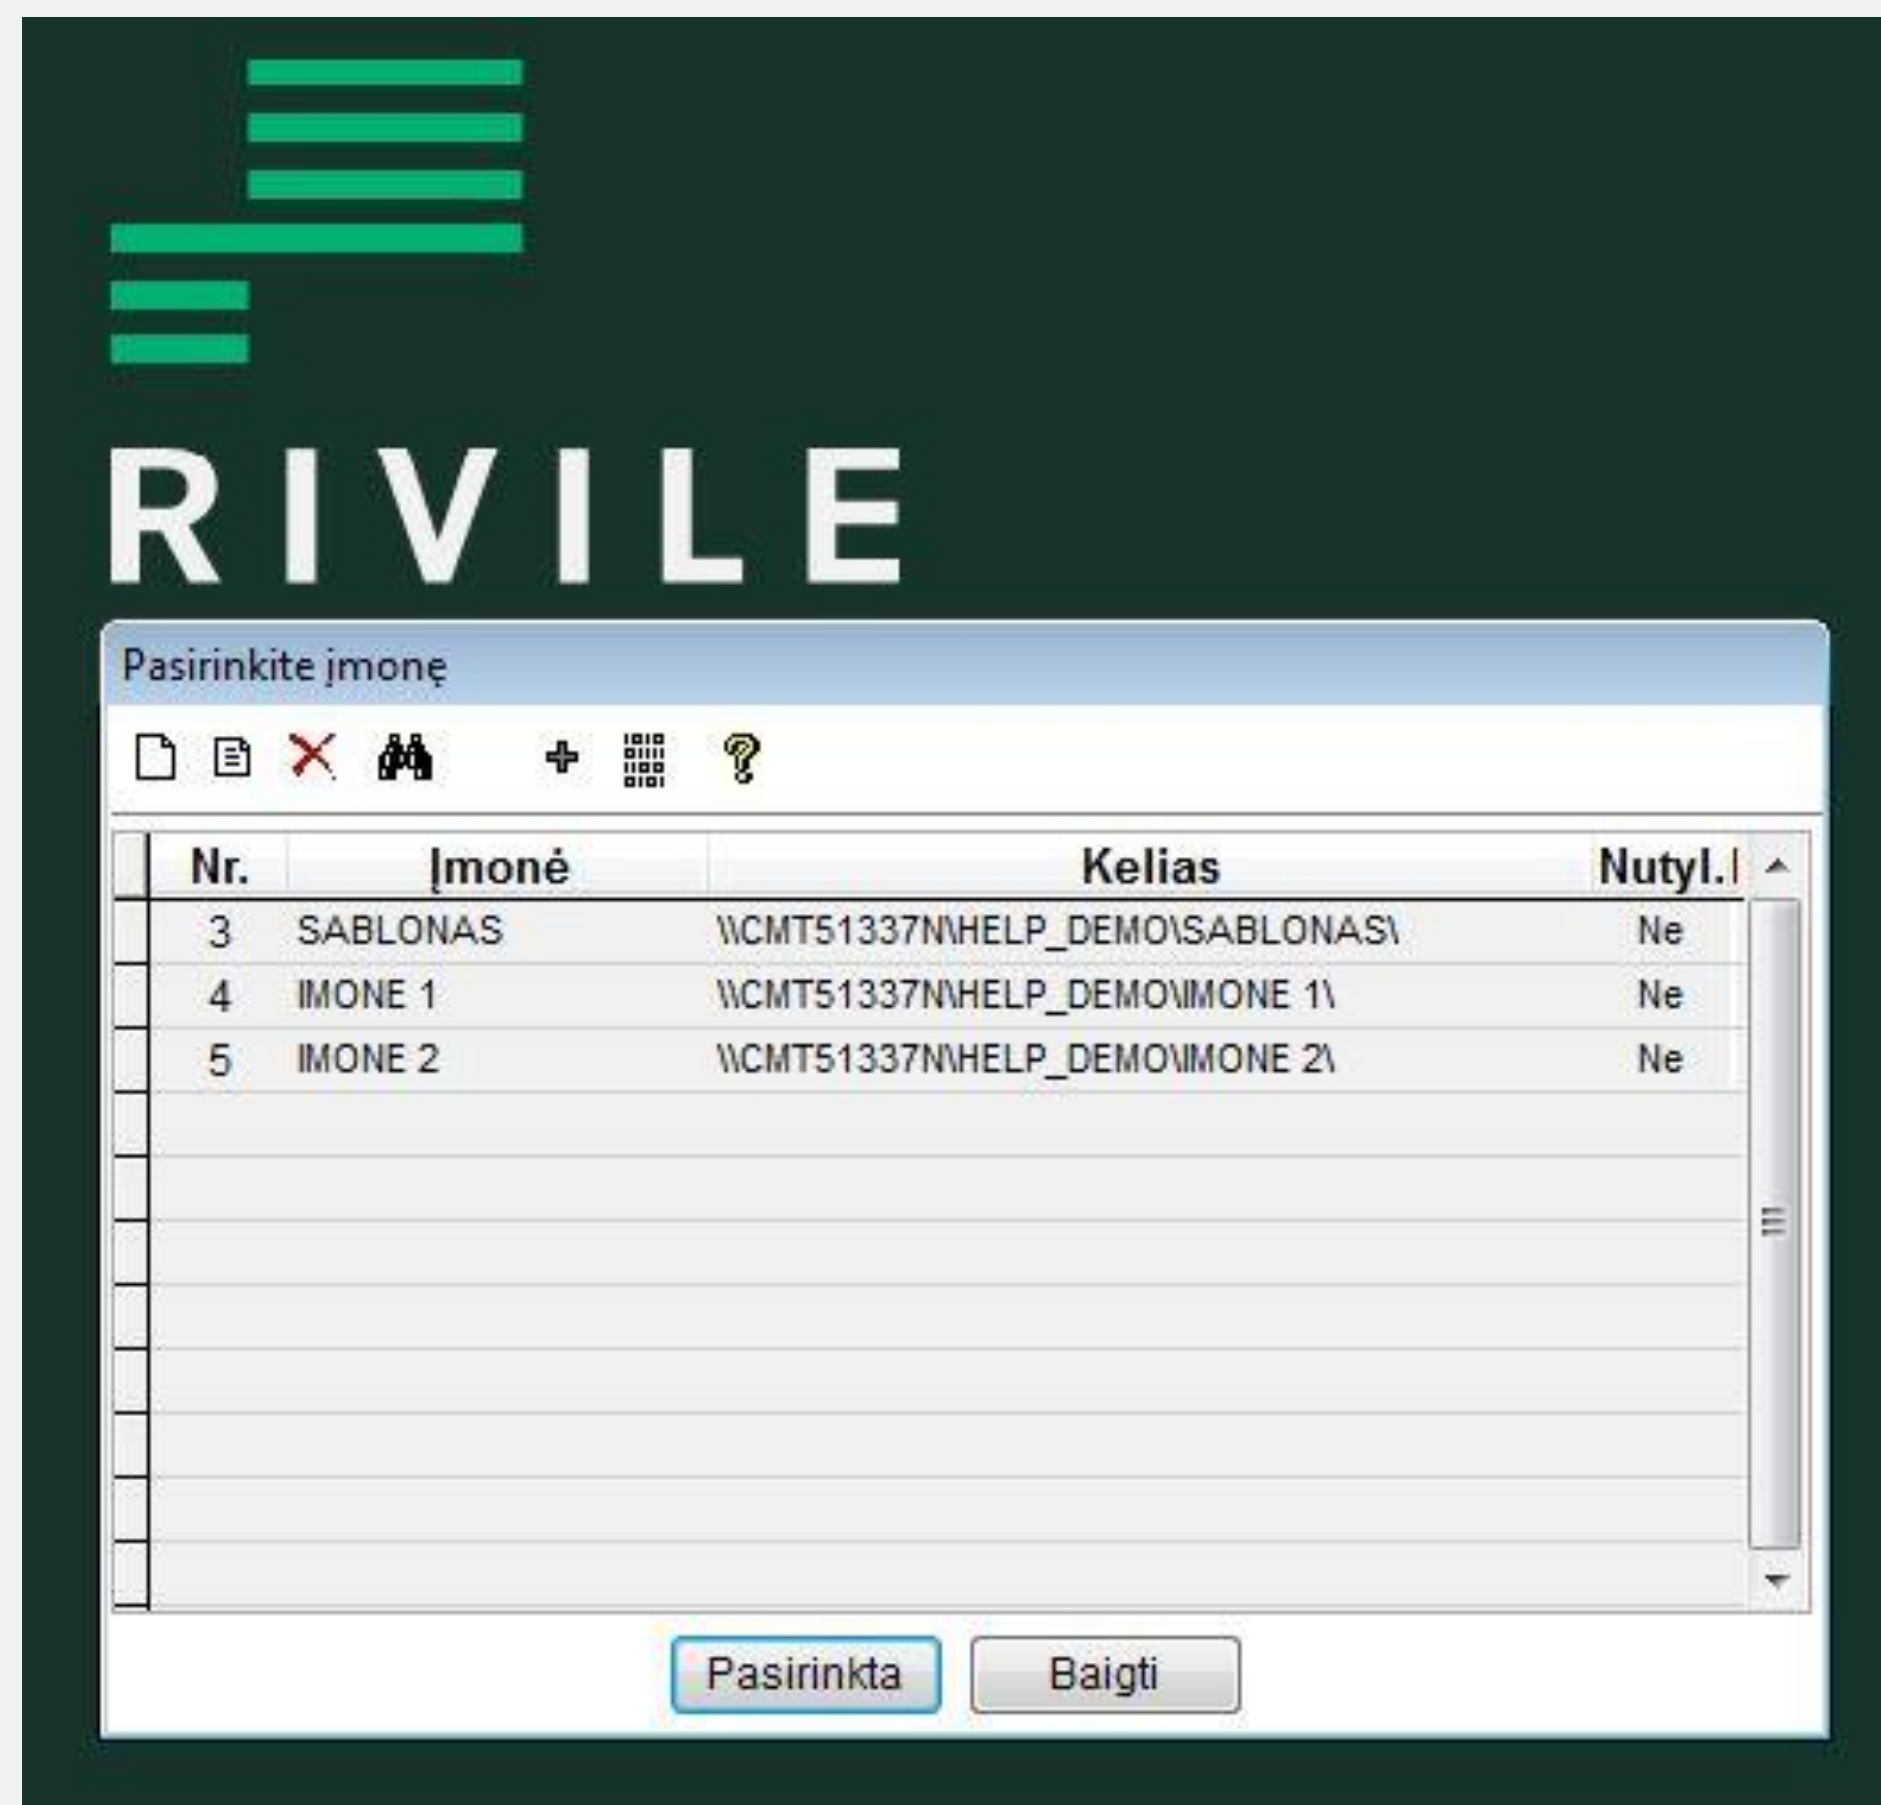 RIVILE
Pasirinkite įmonę
Nr. Įmonė Kelias Nutyl.
3 SABLONAS \\CMT51337N\HELP_DEMO\SABLONAS\ Ne
4 IMONE 1 \\CMT51337N\HELP_DEMO\IMONE 1\ Ne
5 IMONE 2 \\CMT51337N\HELP_DEMO\IMONE 2\ Ne
Pasirinkta Baigti